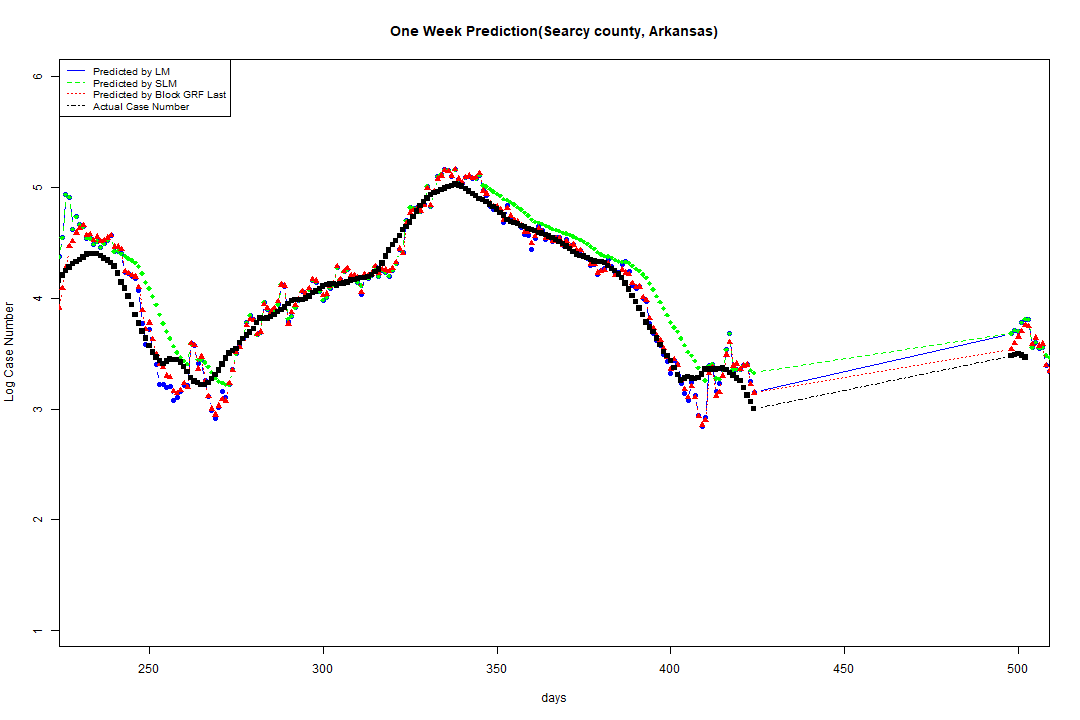 One Week Prediction(Searcy county, Arkansas)
Predicted by LM
Predicted by SLM
Predicted by Block GRF Last
Actual Case Number
6
5
4
3
2
1
Log Case Number
250
300
350
400
450
500
days